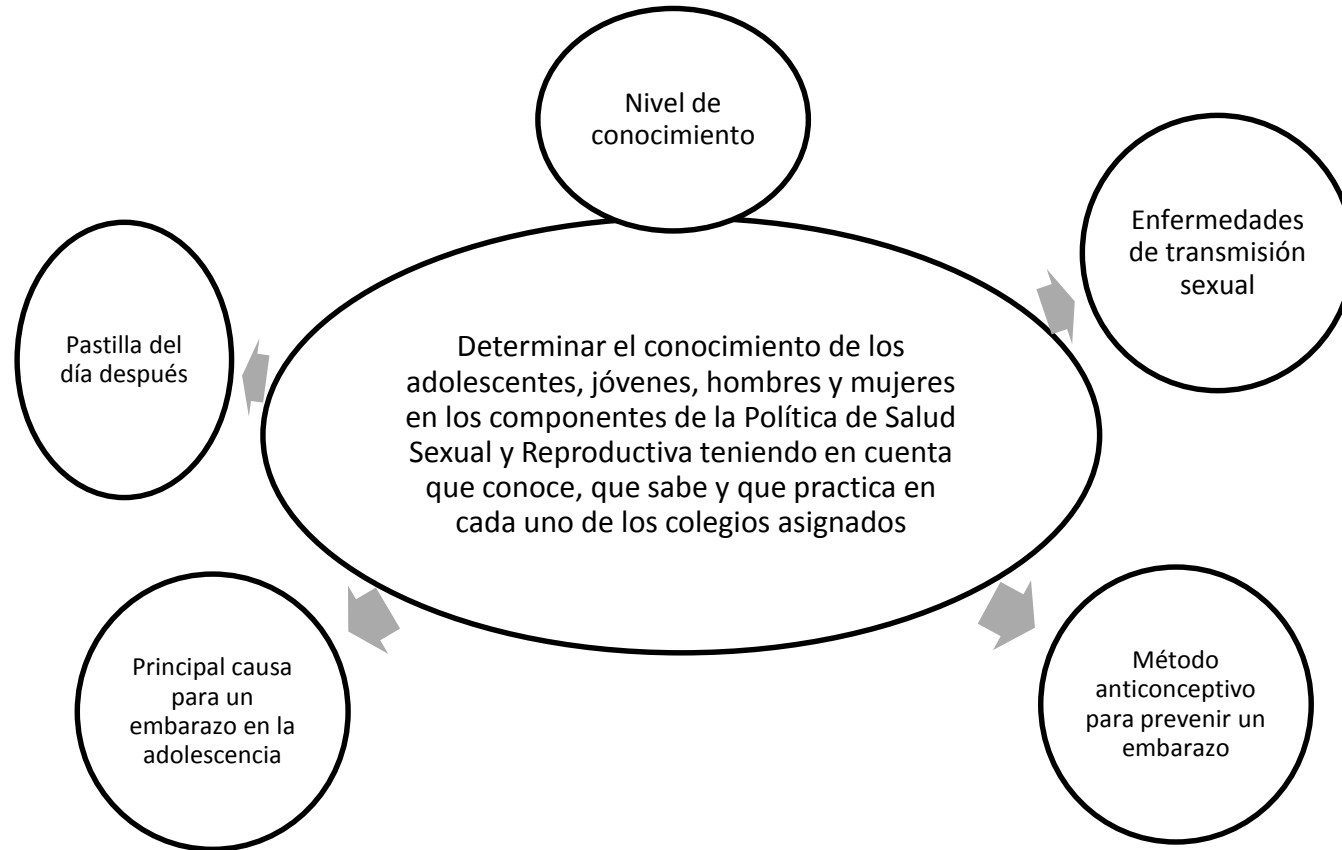 Nivel de
conocimiento
Enfermedades
de transmisión
sexual
Pastilla del
día después
Determinar el conocimiento de los
adolescentes, jóvenes, hombres y mujeres
en los componentes de la Política de Salud
Sexual y Reproductiva teniendo en cuenta
que conoce, que sabe y que practica en
cada uno de los colegios asignados
Principal causa
para un
embarazo en la
adolescencia
Método
anticonceptivo
para prevenir un
embarazo